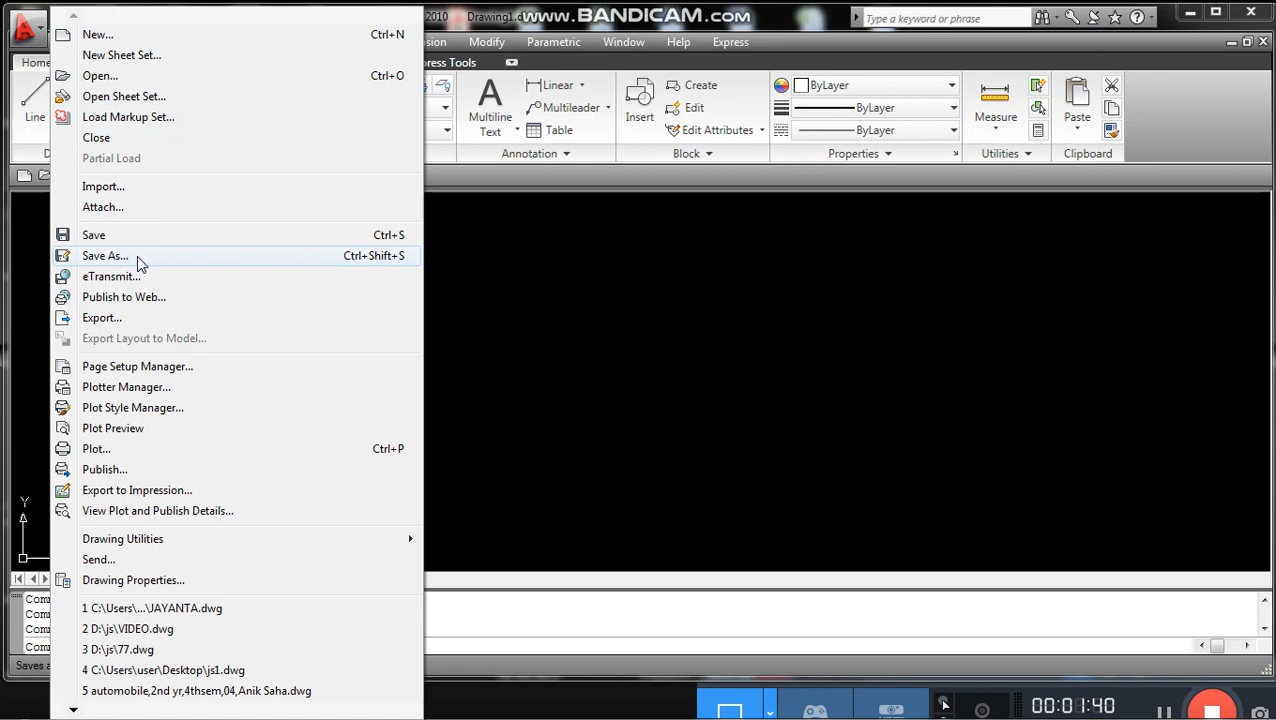 2010 Drawing1.d
www.BANDICAM.com
Type a keyword or phrase
New... Ctrl+N
New Sheet Set...
Open... Ctrl+O
Open Sheet Set...
Load Markup Set...
Close
Partial Load
Import...
Attach...
Save Ctrl+S
Save As... Ctrl+Shift+S
eTransmit...
Publish to Web...
Export...
Export Layout to Model...
Page Setup Manager...
Plotter Manager...
Plot Style Manager...
Plot Preview
Plot... Ctrl+P
Publish...
Export to Impression...
View Plot and Publish Details...
Drawing Utilities
Send...
Drawing Properties...
1 C:\Users\...\JAYANTA.dwg
2 D:\js\VIDEO.dwg
3 D:\js\77.dwg
4 C:\Users\user\Desktop\js1.dwg
5 automobile,2nd yr,4thsem,04,Anik Saha.dwg
nsion Modify Parametric Window Help Express
Home press Tools
Line
Multiline
Text
Linear
Multileader
Table
Annotation
Insert
Create
Edit
Edit Attributes
Block
ByLayer
ByLayer
ByLayer
Properties
Measure
Utilities
Paste
Clipboard
Y
Com
Com
Com
Com
Saves a
00:01:40